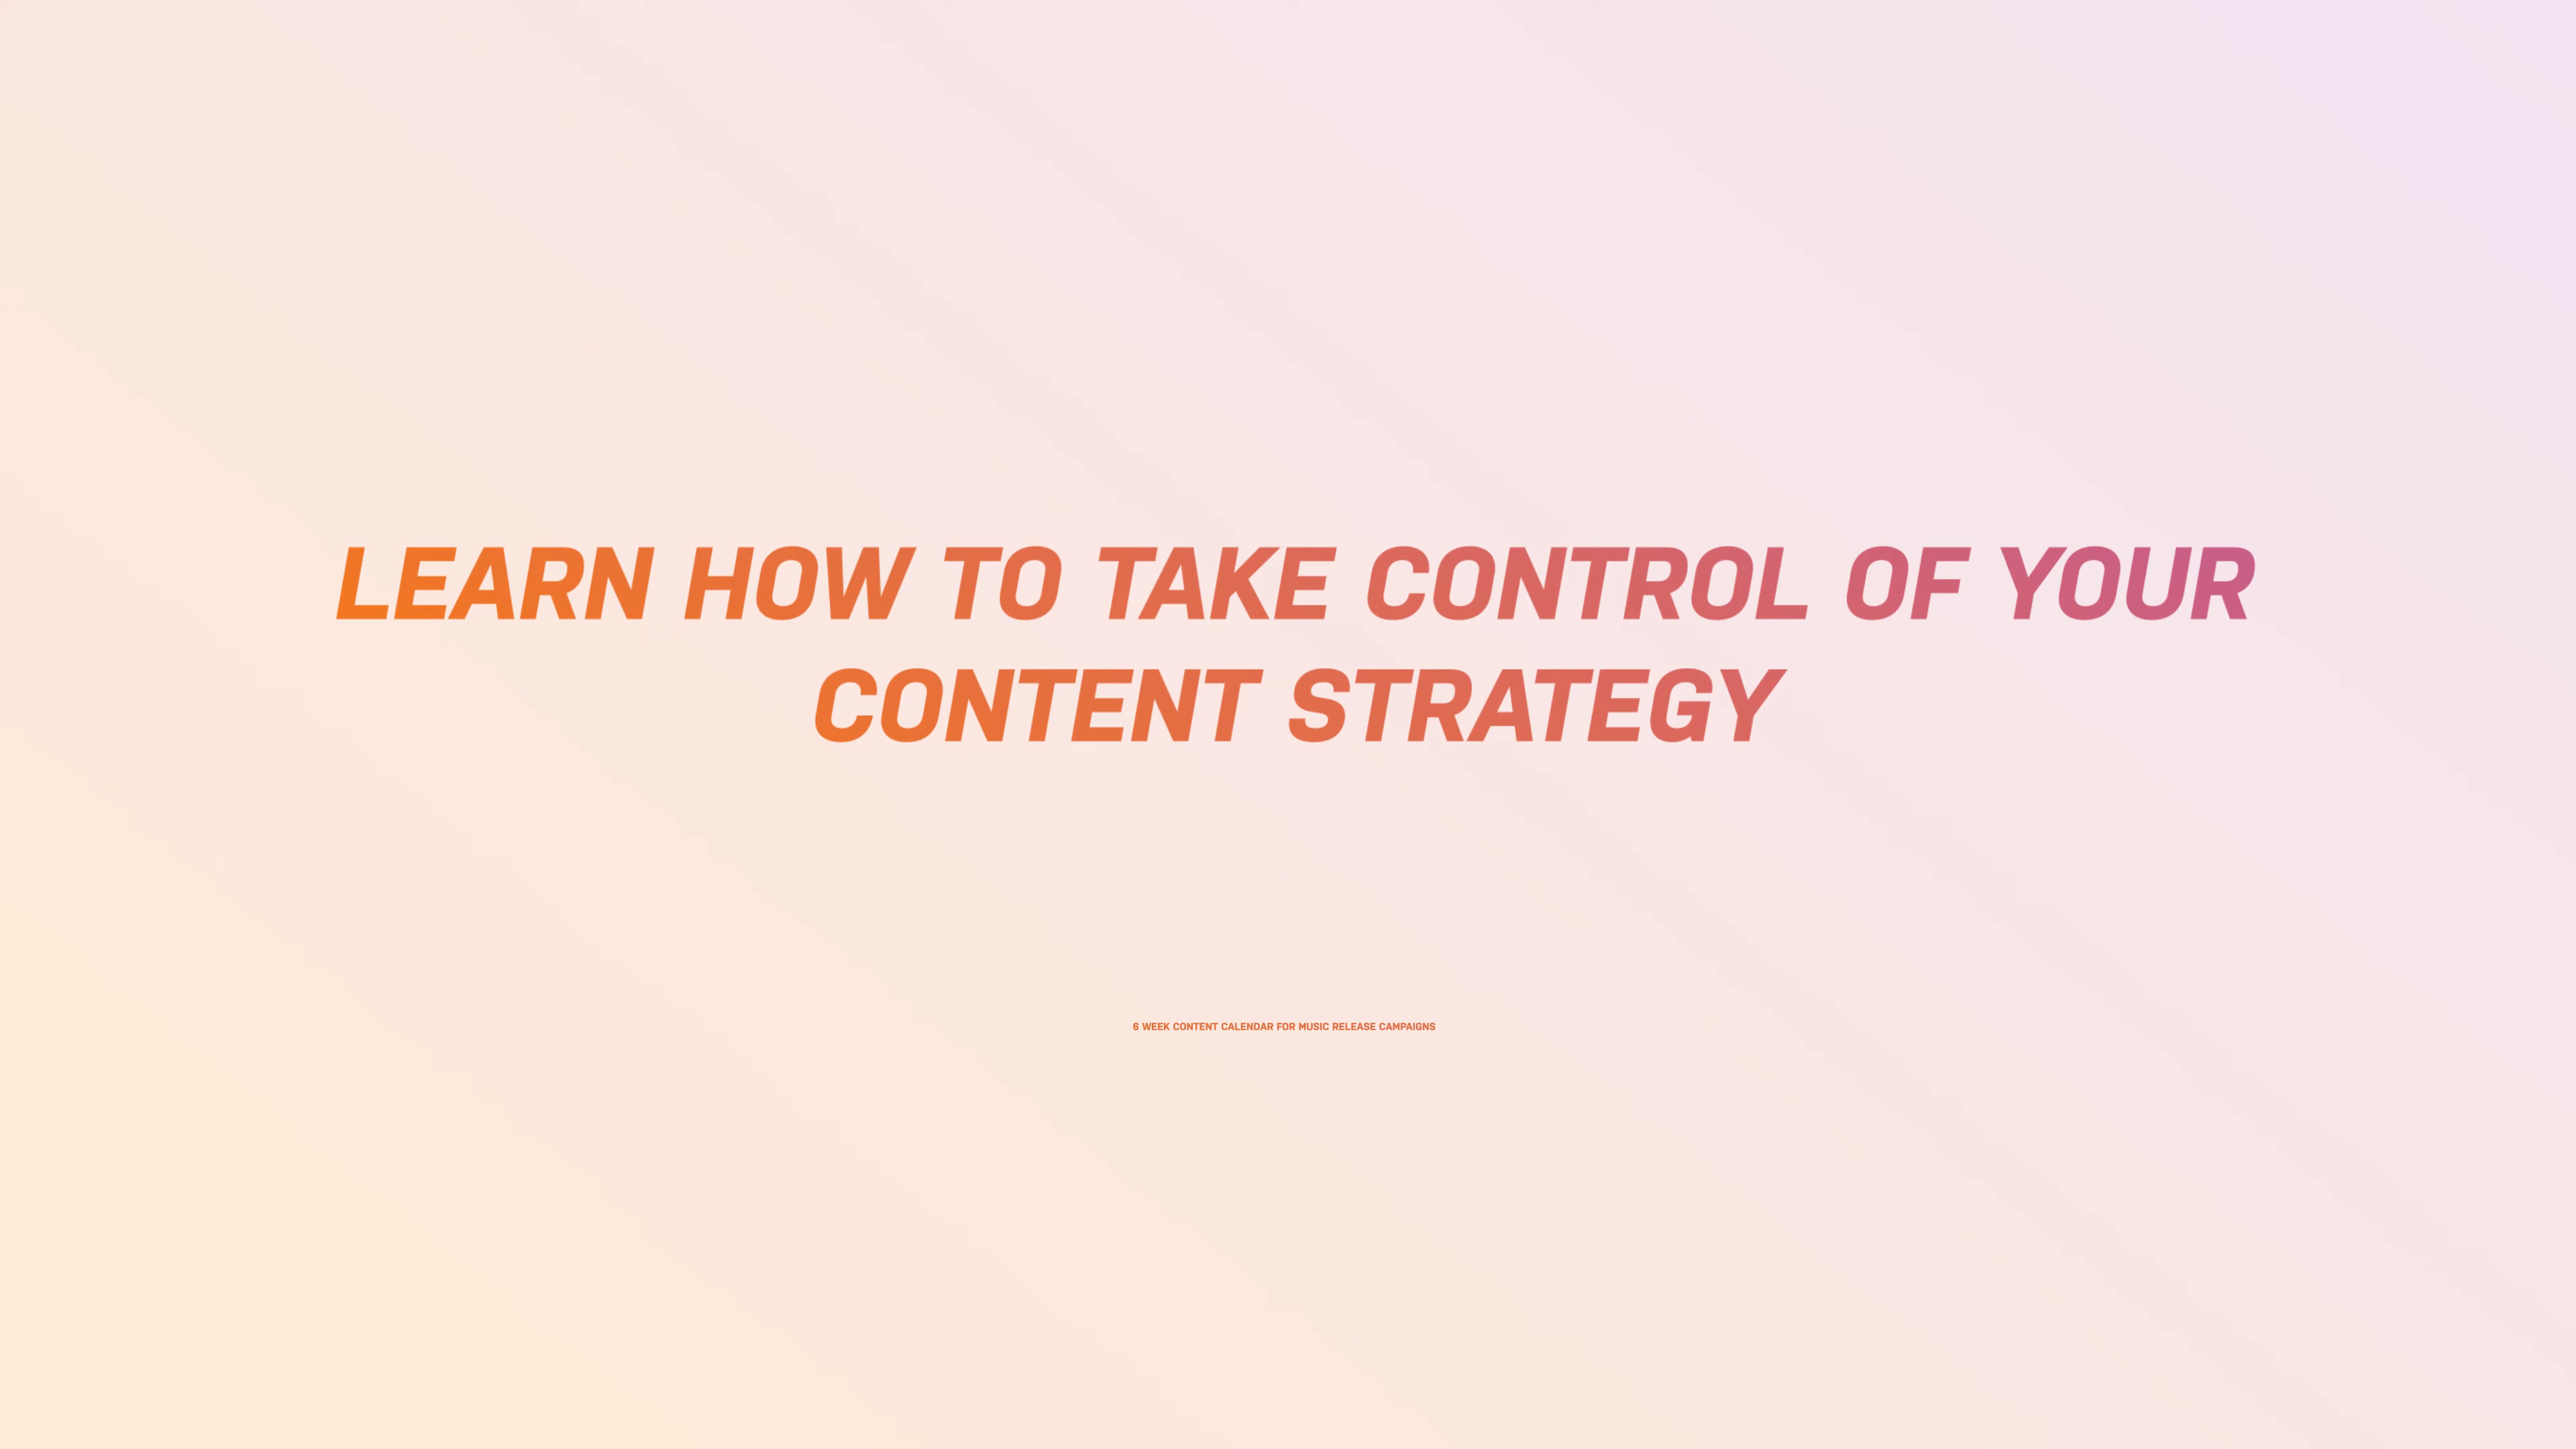 LEARN HOW TO TAKE CONTROL OF YOUR
CONTENT STRATEGY
6 WEEK CONTENT CALENDAR FOR MUSIC RELEASE CAMPAIGNS